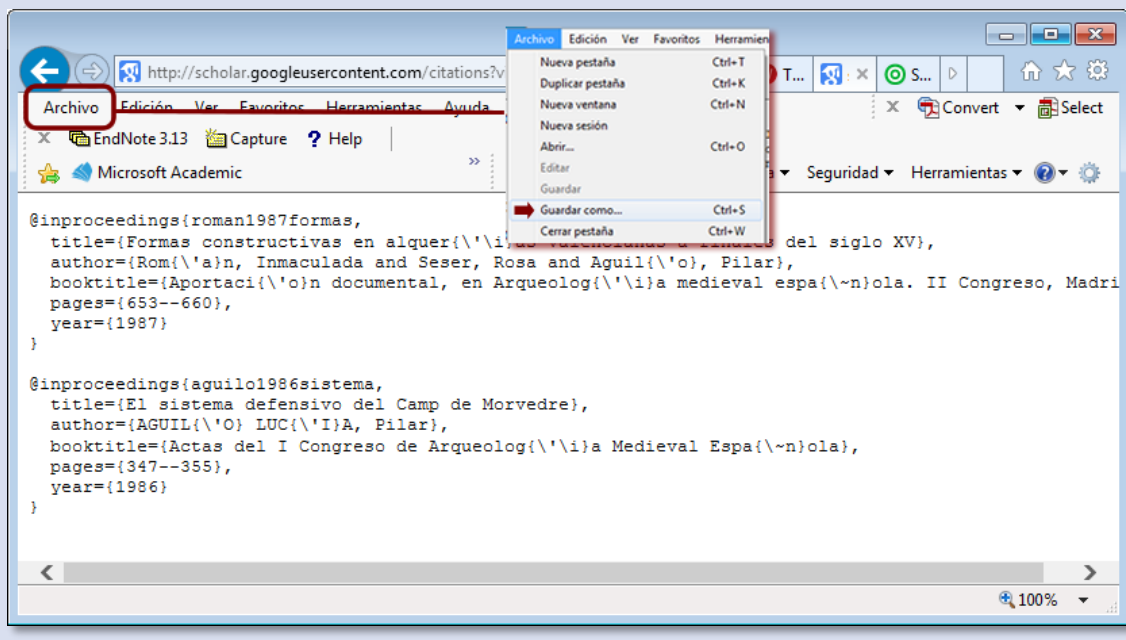 Archivo Edición Ver Favoritos Herramien
Nueva pestaña Ctrl+T
Duplicar pestaña Ctrl+K
Nueva ventana Ctrl+N
Nueva sesión
Abrir... Ctrl+O
Editar
Guardar
Guardar como... Ctrl+S
Cerrar pestaña Ctrl+W
http://scholar.googleusercontent.com/citations?v T... S...
Archivo Edición Ver Favoritos Herramientas Ayuda x Convert Select
x EndNote 3.13 Capture ? Help
Microsoft Academic » Seguridad Herramientas
@inproceedings{roman1987formas,
title={Formas constructivas en alquer{\'\i} del siglo XV},
author={Rom{\'a}n, Inmaculada and Seser, Rosa and Aguil{\'o}, Pilar},
booktitle={Aportaci{\'o}n documental, en Arqueolog{\'\i}a medieval espa{\~n}ola. II Congreso, Madri
pages={653--660},
year={1987}
}
@inproceedings{aguilo1986sistema,
title={El sistema defensivo del Camp de Morvedre},
author={AGUIL{\'O} LUC{\'I}A, Pilar},
booktitle={Actas del I Congreso de Arqueolog{\'\i}a Medieval Espa{\~n}ola},
pages={347--355},
year={1986}
}
100%